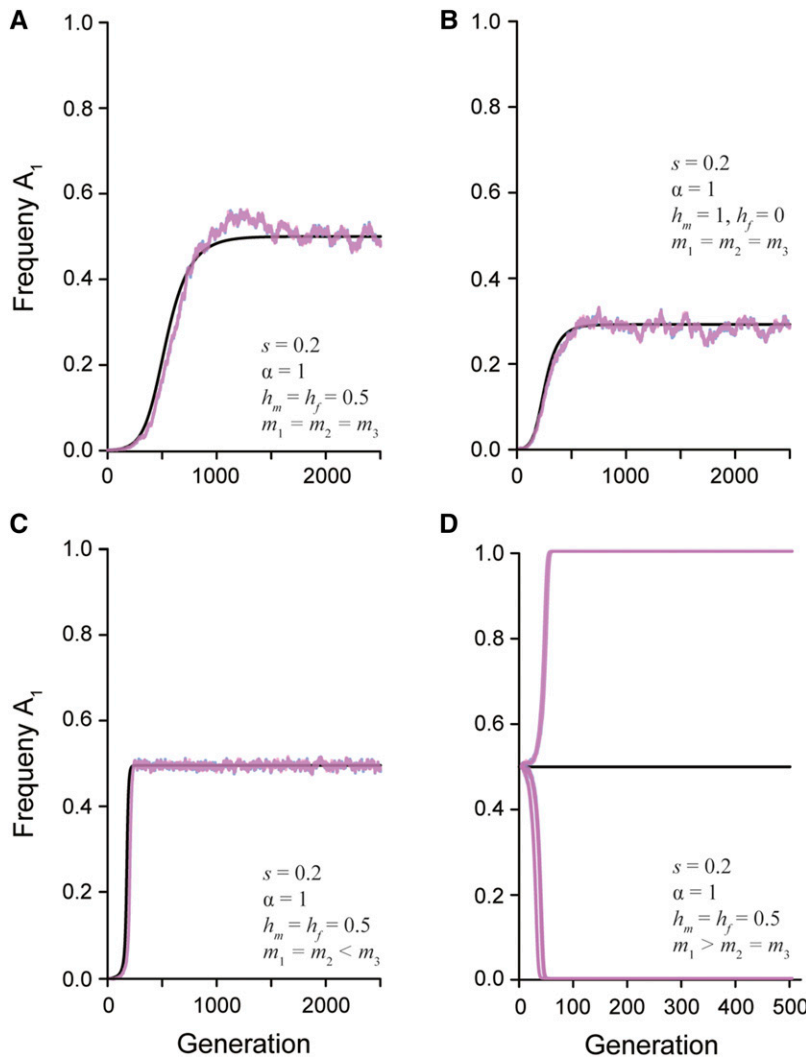 A
1.0
0.8
0.6
0.4
0.2
0.0
Frequeny A1
0
1000
2000
s = 0.2
α = 1
hm = hf = 0.5
m1 = m2 = m3
B
1.0
0.8
0.6
0.4
0.2
0.0
0
1000
2000
s = 0.2
α = 1
hm = 1, hf = 0
m1 = m2 = m3
C
1.0
0.8
0.6
0.4
0.2
0.0
Frequeny A1
0
1000
2000
Generation
s = 0.2
α = 1
hm = hf = 0.5
m1 = m2 < m3
D
1.0
0.8
0.6
0.4
0.2
0.0
0
100
200
300
400
500
Generation
s = 0.2
α = 1
hm = hf = 0.5
m1 > m2 = m3